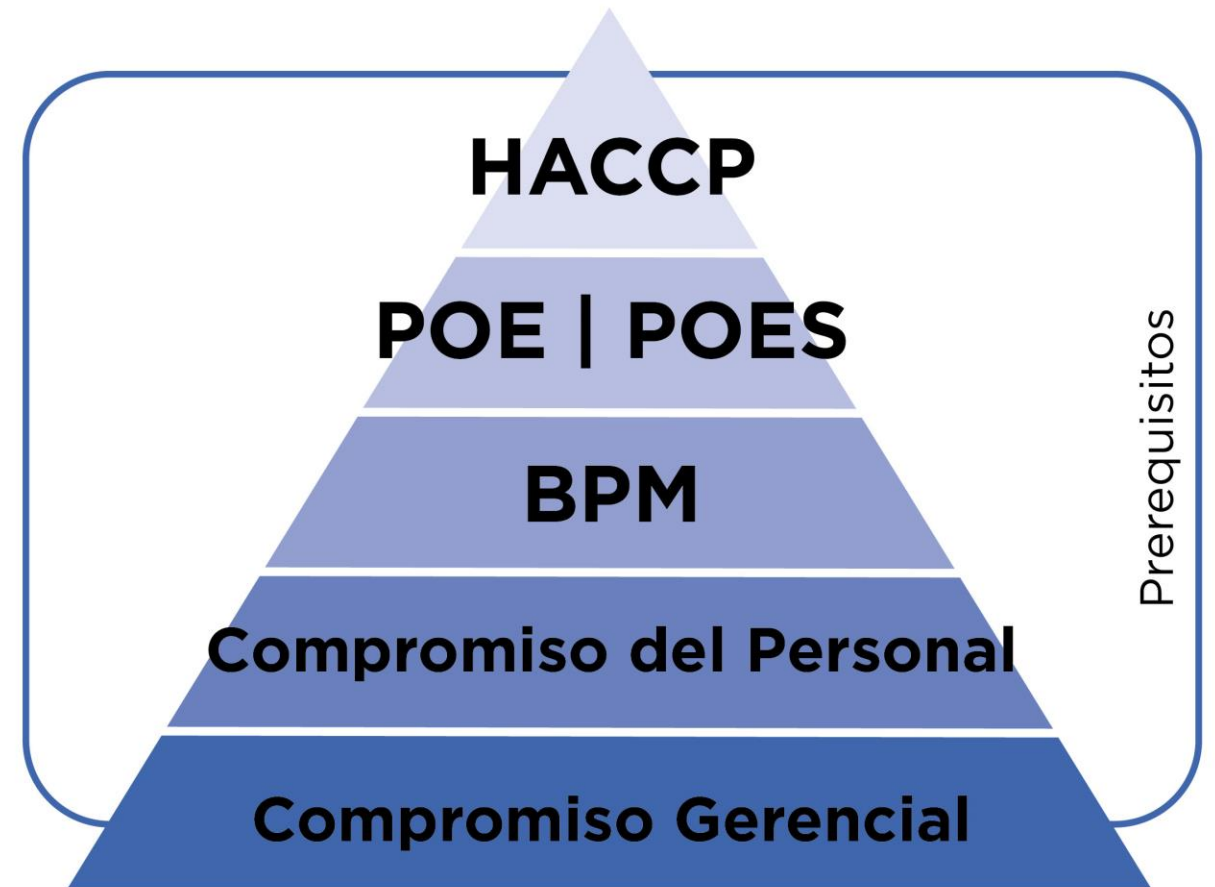 HACCP
POE | POES
BPM
Compromiso del Personal
Compromiso Gerencial
Prerequisitos